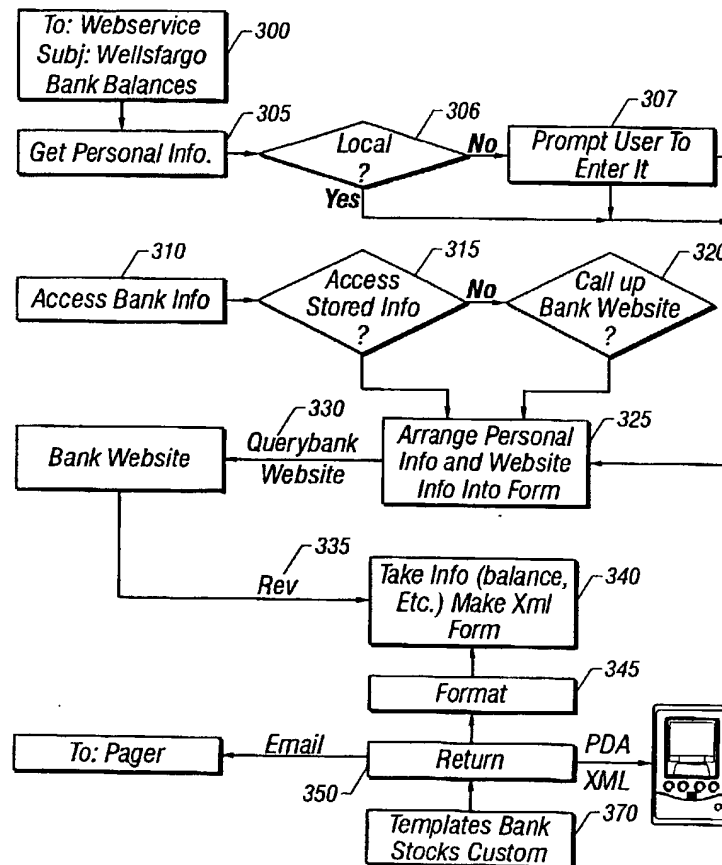 To: Webservice
Subj: Wellsfargo
Bank Balances
300
305
Get Personal Info.
306
Local
?
No
Yes
307
Prompt User To
Enter It
310
Access Bank Info
315
Access
Stored Info
?
No
320
Call up
Bank Website
?
325
Arrange Personal
Info and Website
Info Into Form
330
Querybank
Website
Bank Website
335
Rev
Take Info (balance,
Etc.) Make Xml
Form
340
345
Format
To: Pager
Email
350
Return
PDA
XML
370
Templates Bank
Stocks Custom